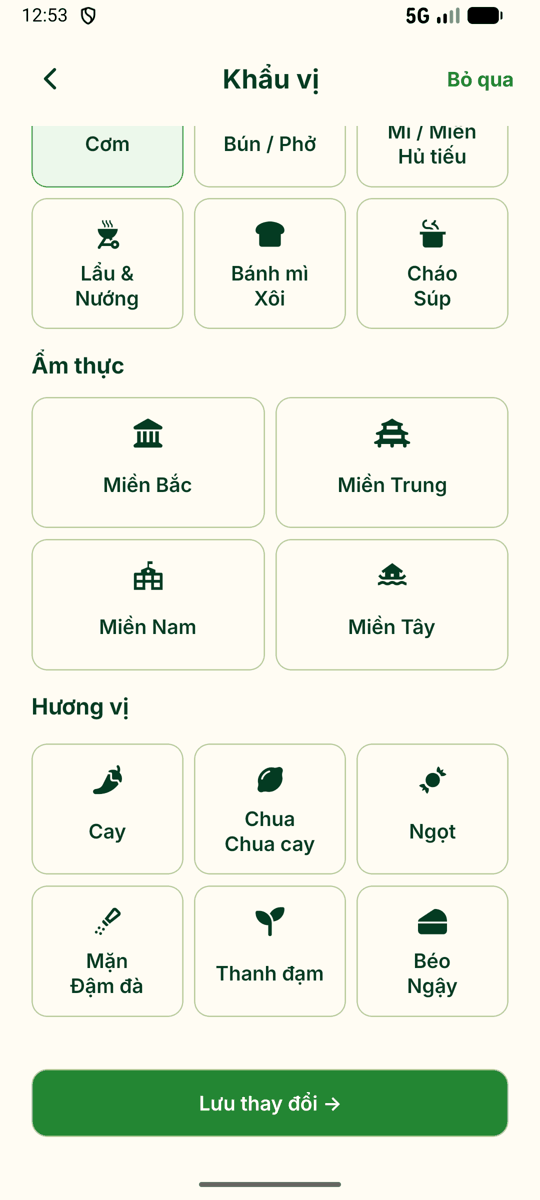 12:53
5G
Khẩu vị
Bỏ qua
Cơm
Bún / Phở
Mì / Miến
Hủ tiếu
Lẩu &
Nướng
Bánh mì
Xôi
Cháo
Súp
Ẩm thực
Miền Bắc
Miền Trung
Miền Nam
Miền Tây
Hương vị
Cay
Chua
Chua cay
Ngọt
Mặn
Đậm đà
Thanh đạm
Béo
Ngậy
Lưu thay đổi →